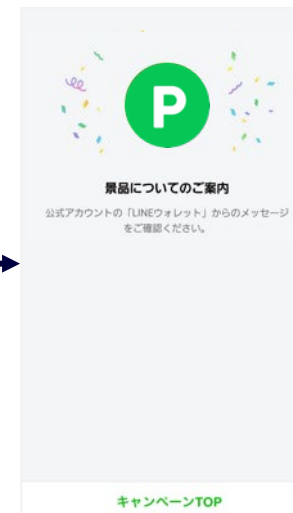 P
景品についてのご案内
公式アカウントの「LINEウォレット」からのメッセージ
をご確認ください。
キャンペーンTOP